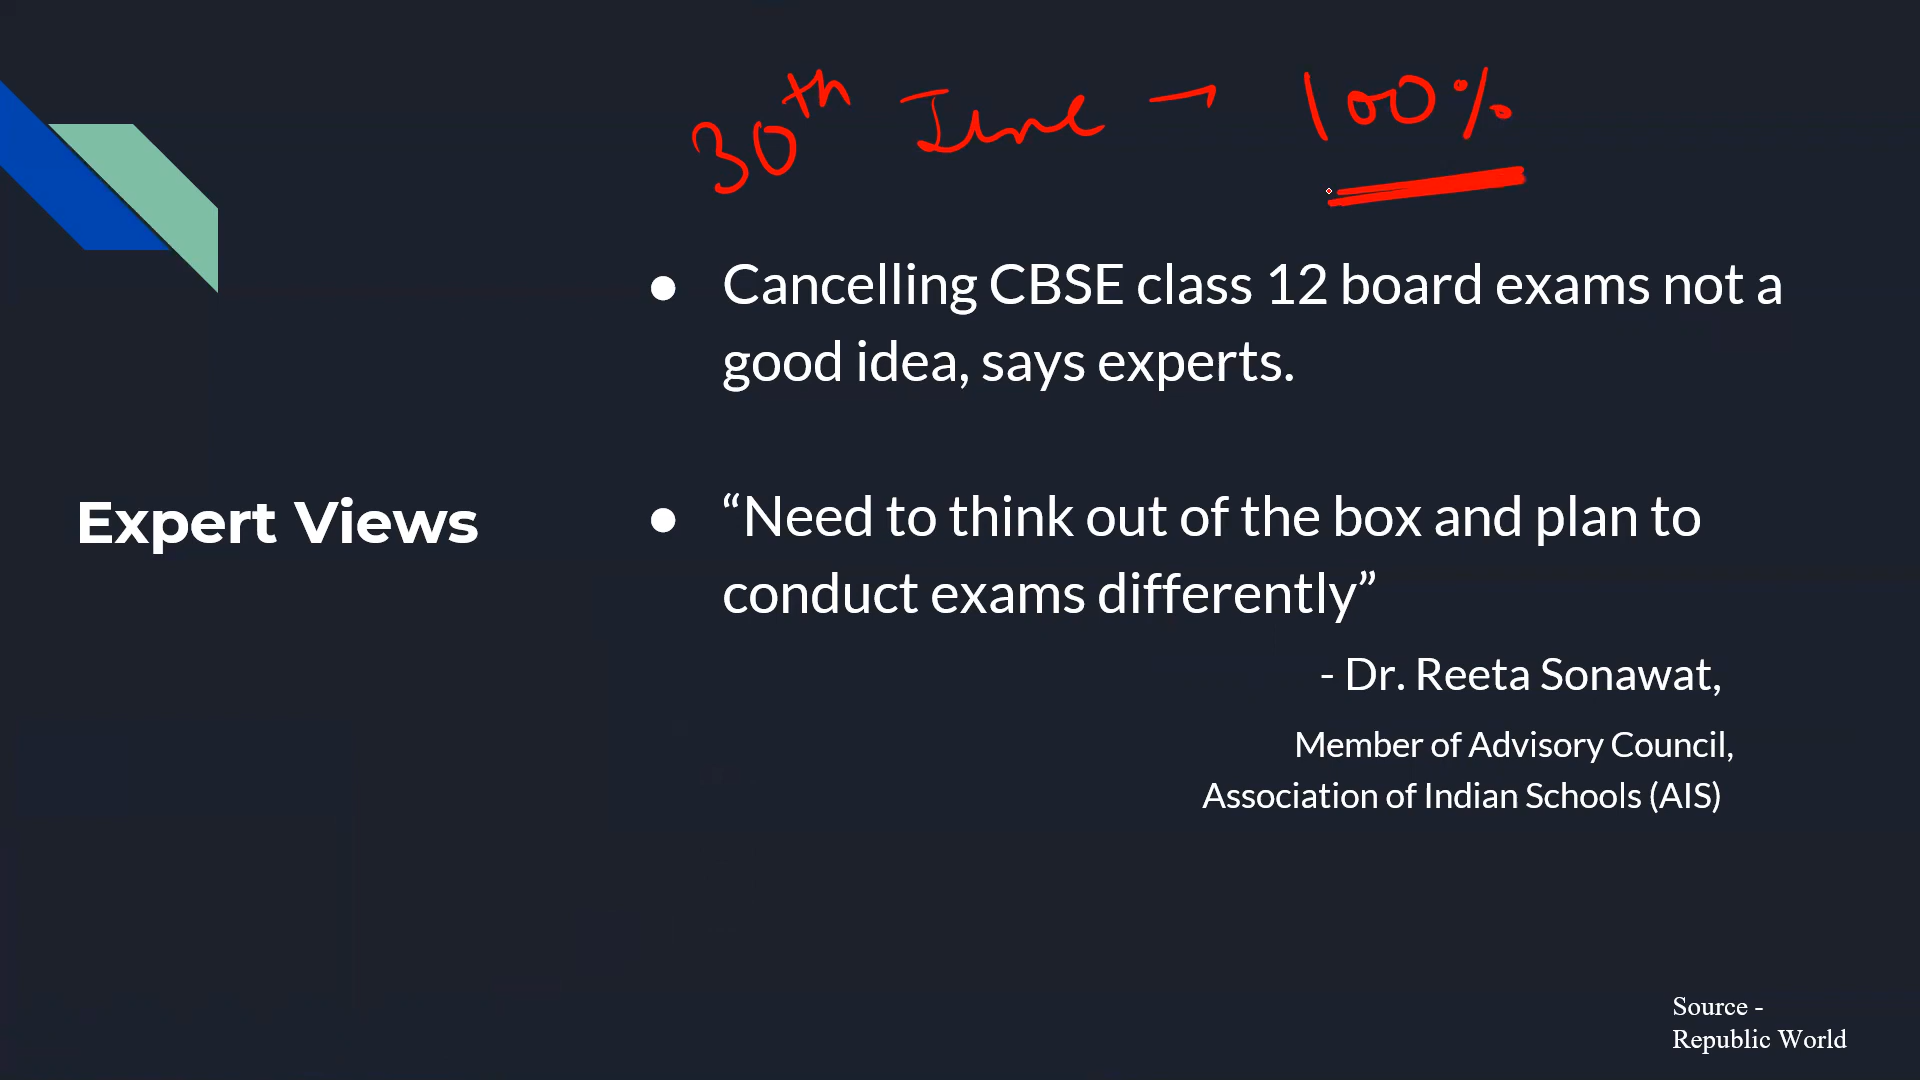 30th June → 100%
● Cancelling CBSE class 12 board exams not a
good idea, says experts.
Expert Views
● “Need to think out of the box and plan to
conduct exams differently”
- Dr. Reeta Sonawat,
Member of Advisory Council,
Association of Indian Schools (AIS)
Source -
Republic World